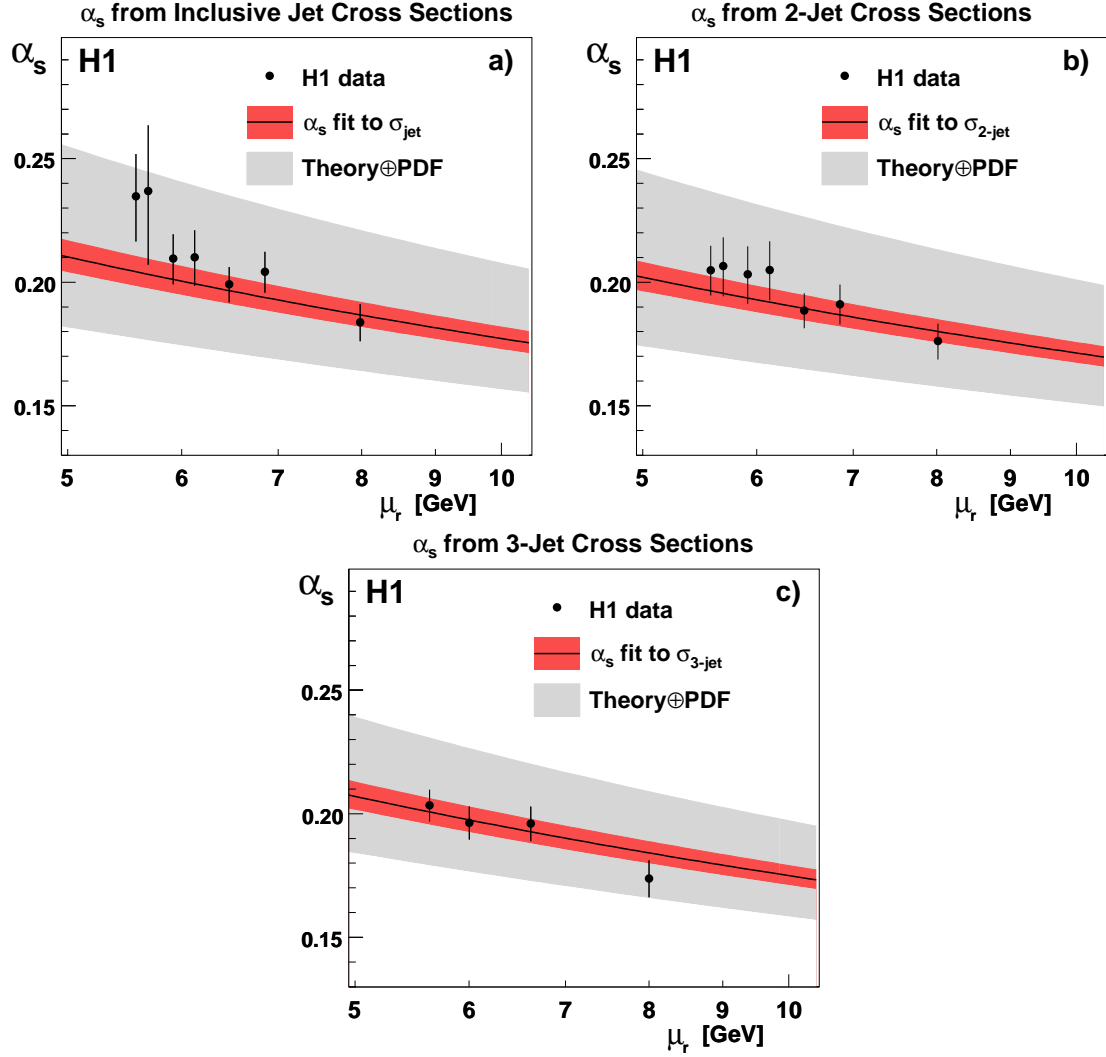 αs from Inclusive Jet Cross Sections
αs
H1
a)
H1 data
αs fit to σjet
Theory⊕PDF
0.25
0.20
0.15
5 6 7 8 9 10
μr [GeV]
αs from 2-Jet Cross Sections
αs
H1
b)
H1 data
αs fit to σ2-jet
Theory⊕PDF
0.25
0.20
0.15
5 6 7 8 9 10
μr [GeV]
αs from 3-Jet Cross Sections
αs
H1
c)
H1 data
αs fit to σ3-jet
Theory⊕PDF
0.25
0.20
0.15
5 6 7 8 9 10
μr [GeV]